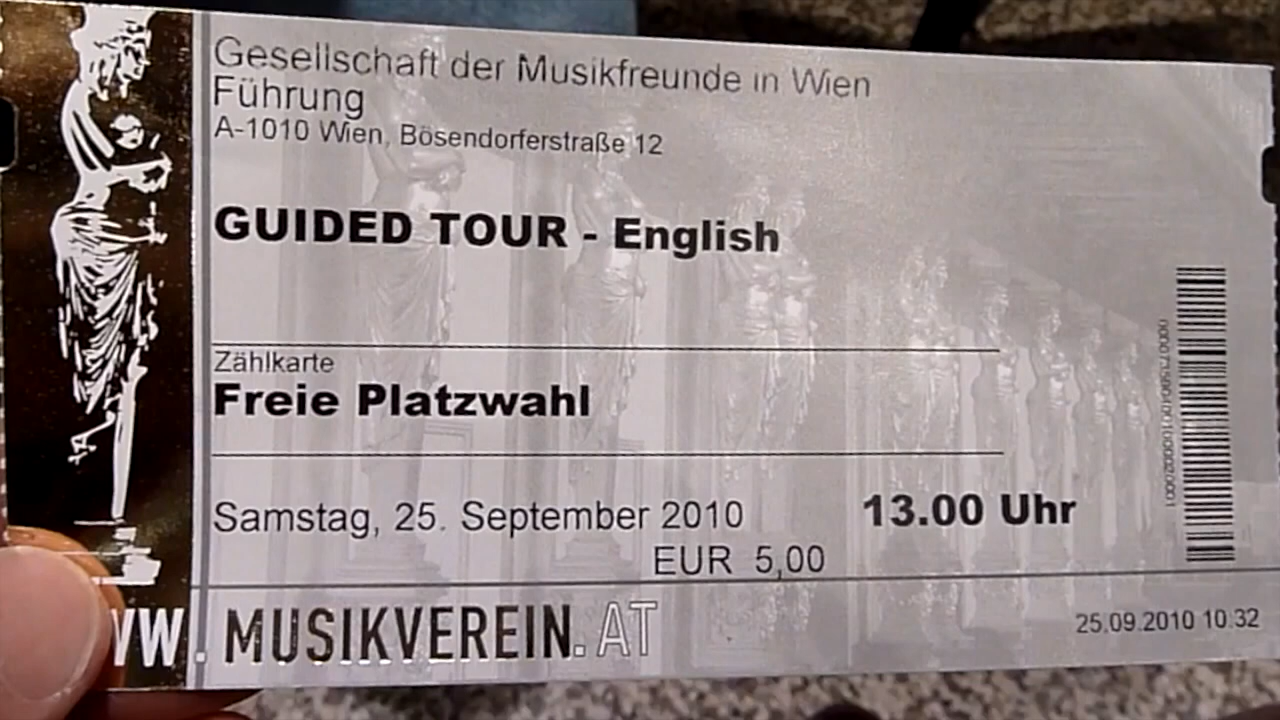 Gesellschaft der Musikfreunde in Wien
Führung
A-1010 Wien, Bösendorferstraße 12
GUIDED TOUR - English
Zählkarte
Freie Platzwahl
Samstag, 25. September 2010 13.00 Uhr
EUR 5,00
WW.MUSIKVEREIN.AT
25.09.2010 10:32